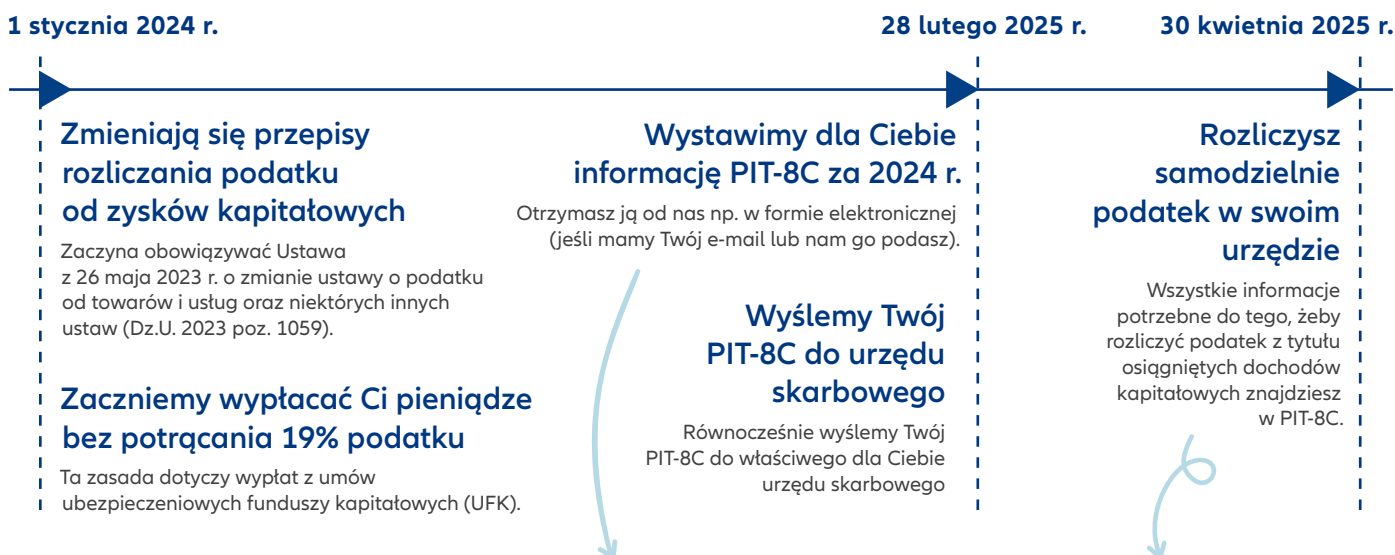 1 stycznia 2024 r.
28 lutego 2025 r.
30 kwietnia 2025 r.
Zmieniają się przepisy
rozliczania podatku
od zysków kapitałowych
Zaczyna obowiązywać Ustawa
z 26 maja 2023 r. o zmianie ustawy o podatku
od towarów i usług oraz niektórych innych
ustaw (Dz.U. 2023 poz. 1059).
Zaczniemy wypłacać Ci pieniądze
bez potrącania 19% podatku
Ta zasada dotyczy wypłat z umów
ubezpieczeniowych funduszy kapitałowych (UFK).
Wystawimy dla Ciebie
informację PIT-8C za 2024 r.
Otrzymasz ją od nas np. w formie elektronicznej
(jeśli mamy Twój e-mail lub nam go podasz).
Wyślemy Twój
PIT-8C do urzędu
skarbowego
Równocześnie wyślemy Twój
PIT-8C do właściwego dla Ciebie
urzędu skarbowego
Rozliczysz
samodzielnie
podatek w swoim
urzędzie
Wszystkie informacje
potrzebne do tego, żeby
rozliczyć podatek z tytułu
osiągniętych dochodów
kapitałowych znajdziesz
w PIT-8C.